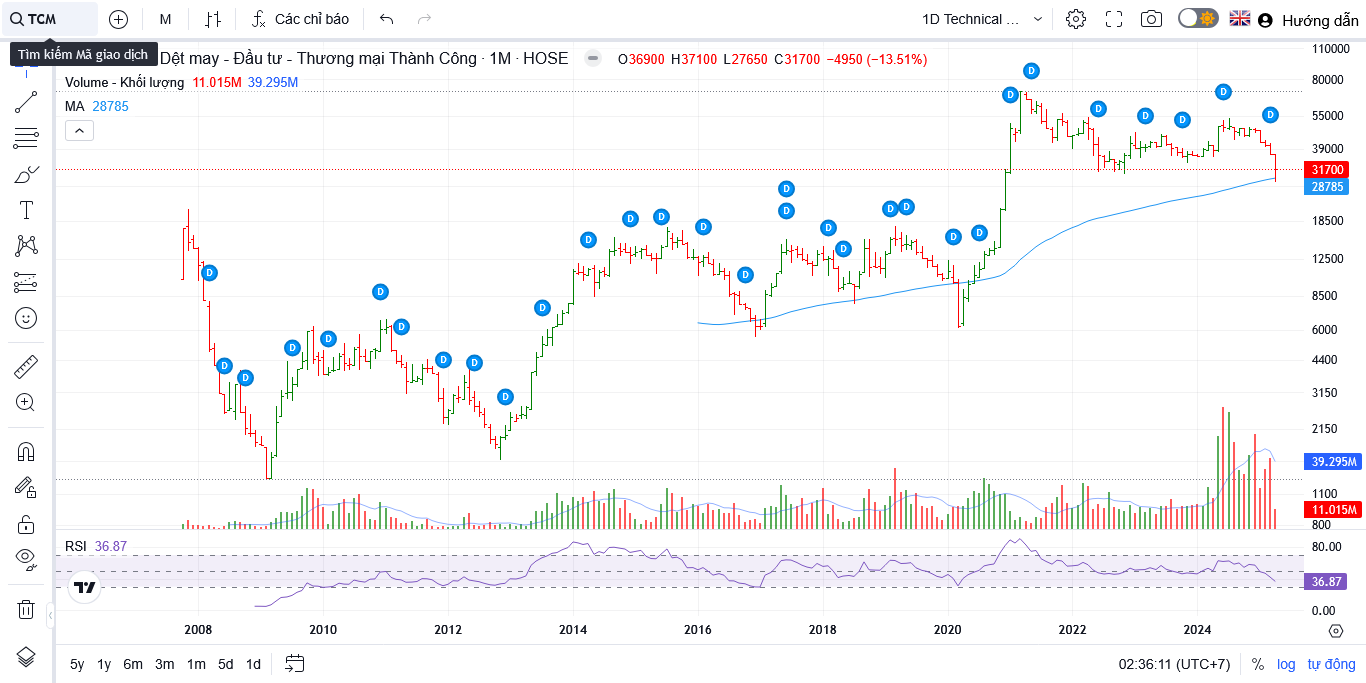 TCM M Các chỉ báo 1D Technical ... Hướng dẫn
Tìm kiếm Mã giao dịch Dệt may - Đầu tư - Thương mại Thành Công · 1M · HOSE O36900 H37100 L27650 C31700 −4950 (−13.51%)
Volume - Khối lượng 11.015M 39.295M
MA 28785
110000
80000
55000
39000
31700
28785
18500
12500
8500
6000
4400
3150
2150
39.295M
1100
11.015M
800
D D D D D D D D D D D D D D D D D D D D D D D D D D D D D D D D D D
RSI 36.87
80.00
36.87
0.00
2008 2010 2012 2014 2016 2018 2020 2022 2024
5y 1y 6m 3m 1m 5d 1d 02:36:11 (UTC+7) % log tự động